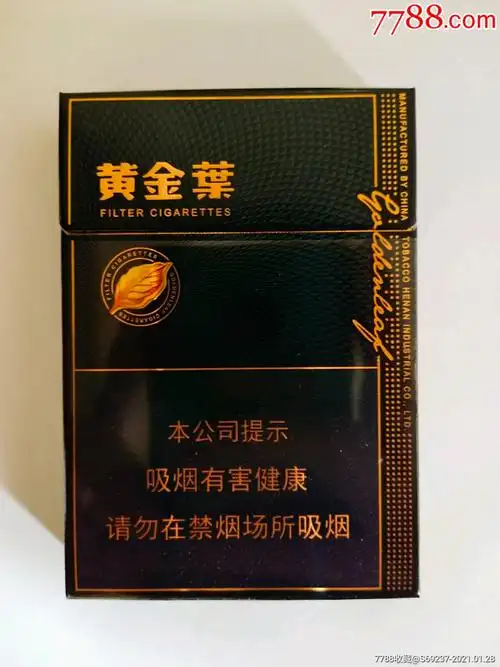 7788.com
黄金葉
FILTER CIGARETTES
MANUFACTURED BY CHINA TOBACCO HENAN INDUSTRIAL CO., LTD.
Goldenleaf
FILTER CIGARETTES
GOLDENLEAF CIGARETTES
本公司提示
吸烟有害健康
请勿在禁烟场所吸烟
7788收藏@S69237-2021.01.28